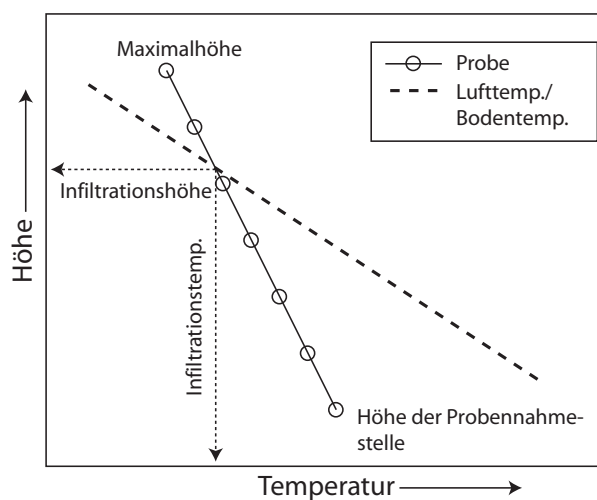 Maximalhöhe
Probe
Lufttemp./
Bodentemp.
Infiltrationshöhe
Höhe
Infiltrationstemp.
Höhe der Probennahme-
stelle
Temperatur